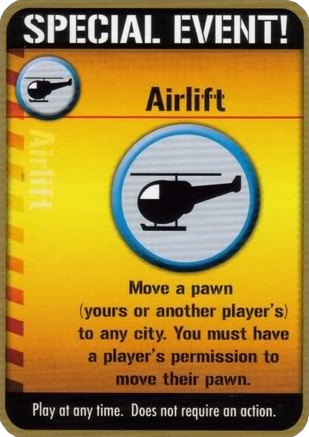 SPECIAL EVENT!
Airlift
Airlift
Move a pawn
(yours or another player's)
to any city. You must have
a player's permission to
move their pawn.
Play at any time. Does not require an action.